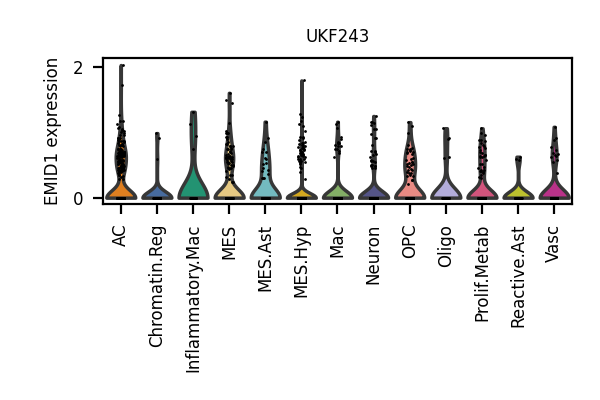 UKF243
EMID1 expression
2
0
AC
Chromatin.Reg
Inflammatory.Mac
MES
MES.Ast
MES.Hyp
Mac
Neuron
OPC
Oligo
Prolif.Metab
Reactive.Ast
Vasc